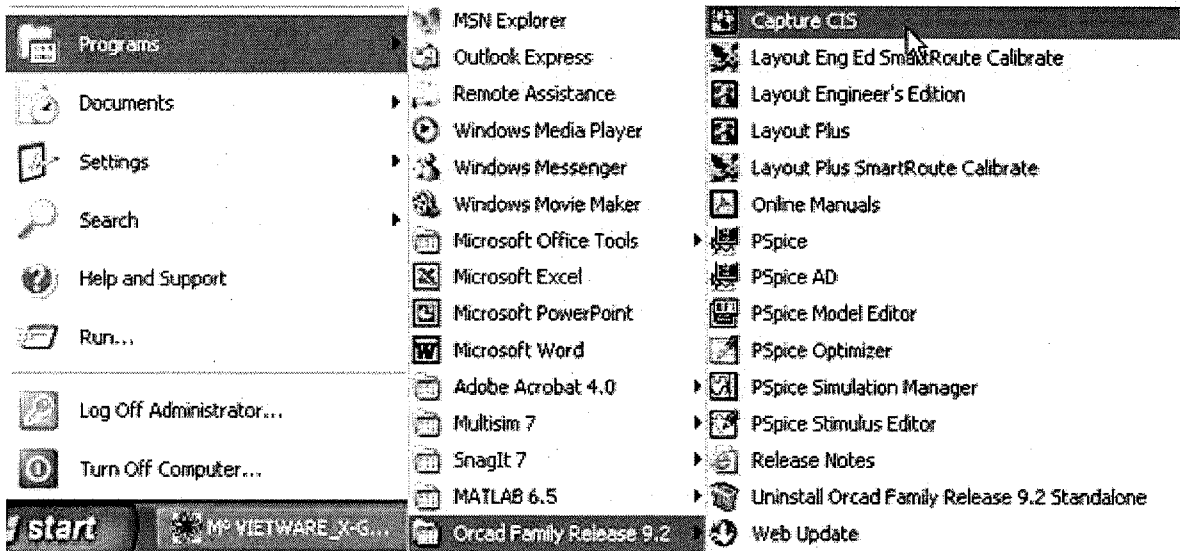 Programs
Documents
Settings
Search
Help and Support
Run...
Log Off Administrator...
Turn Off Computer...
start
VIETWARE_X-G...
MSN Explorer
Outlook Express
Remote Assistance
Windows Media Player
Windows Messenger
Windows Movie Maker
Microsoft Office Tools
Microsoft Excel
Microsoft PowerPoint
Microsoft Word
Adobe Acrobat 4.0
Multisim 7
SnagIt 7
MATLAB 6.5
Orcad Family Release 9.2
Capture CIS
Layout Eng Ed SmartRoute Calibrate
Layout Engineer's Edition
Layout Plus
Layout Plus SmartRoute Calibrate
Online Manuals
PSpice
PSpice AD
PSpice Model Editor
PSpice Optimizer
PSpice Simulation Manager
PSpice Stimulus Editor
Release Notes
Uninstall Orcad Family Release 9.2 Standalone
Web Update